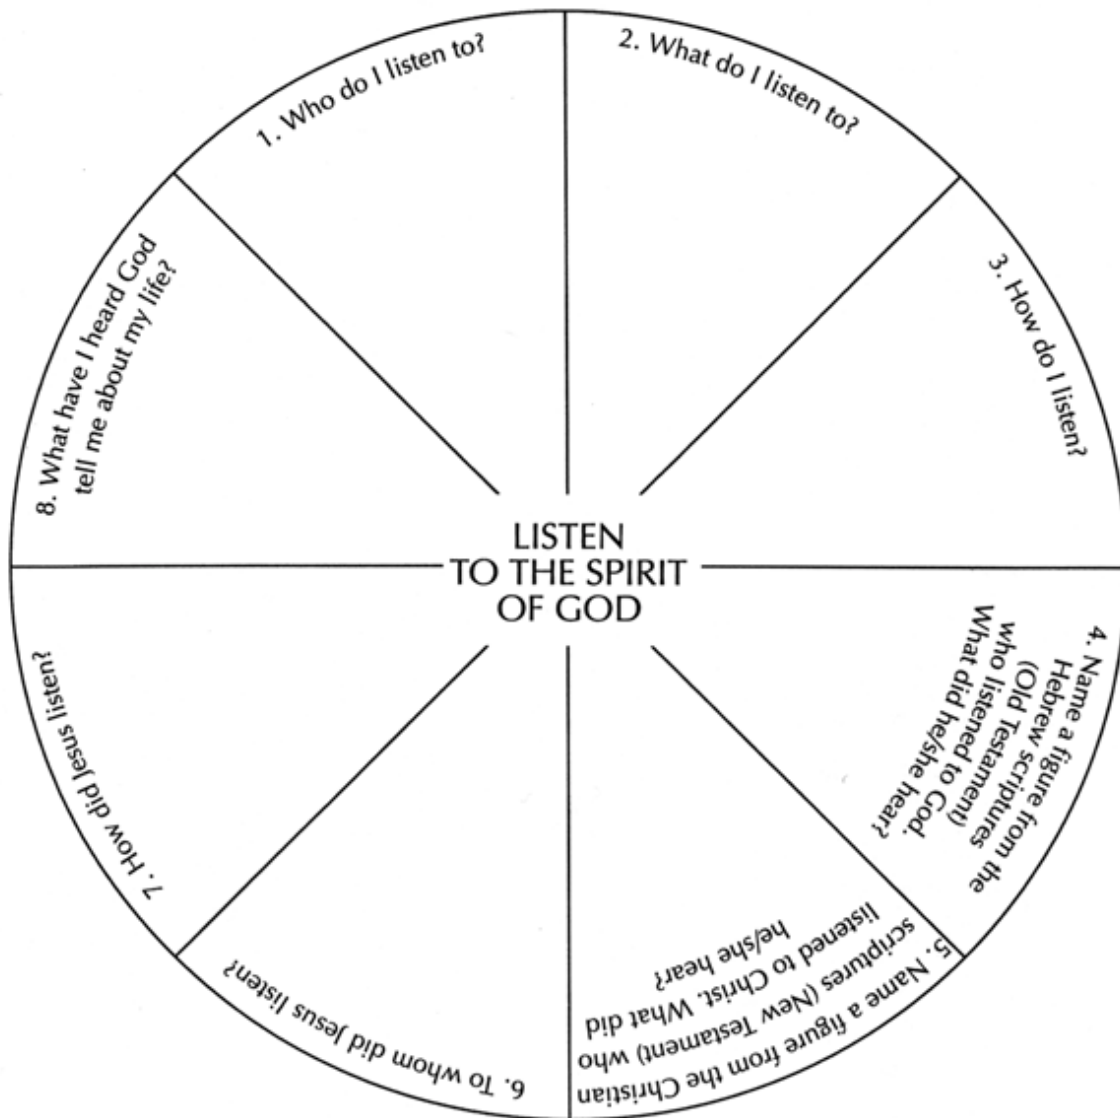 1. Who do I listen to?
2. What do I listen to?
3. How do I listen?
4. Name a figure from the
Hebrew scriptures
(Old Testament)
who listened to God.
What did he/she hear?
5. Name a figure from the Christian
scriptures (New Testament) who
listened to Christ. What did
he/she hear?
6. To whom did Jesus listen?
7. How did Jesus listen?
8. What have I heard God
tell me about my life?
LISTEN
TO THE SPIRIT
OF GOD